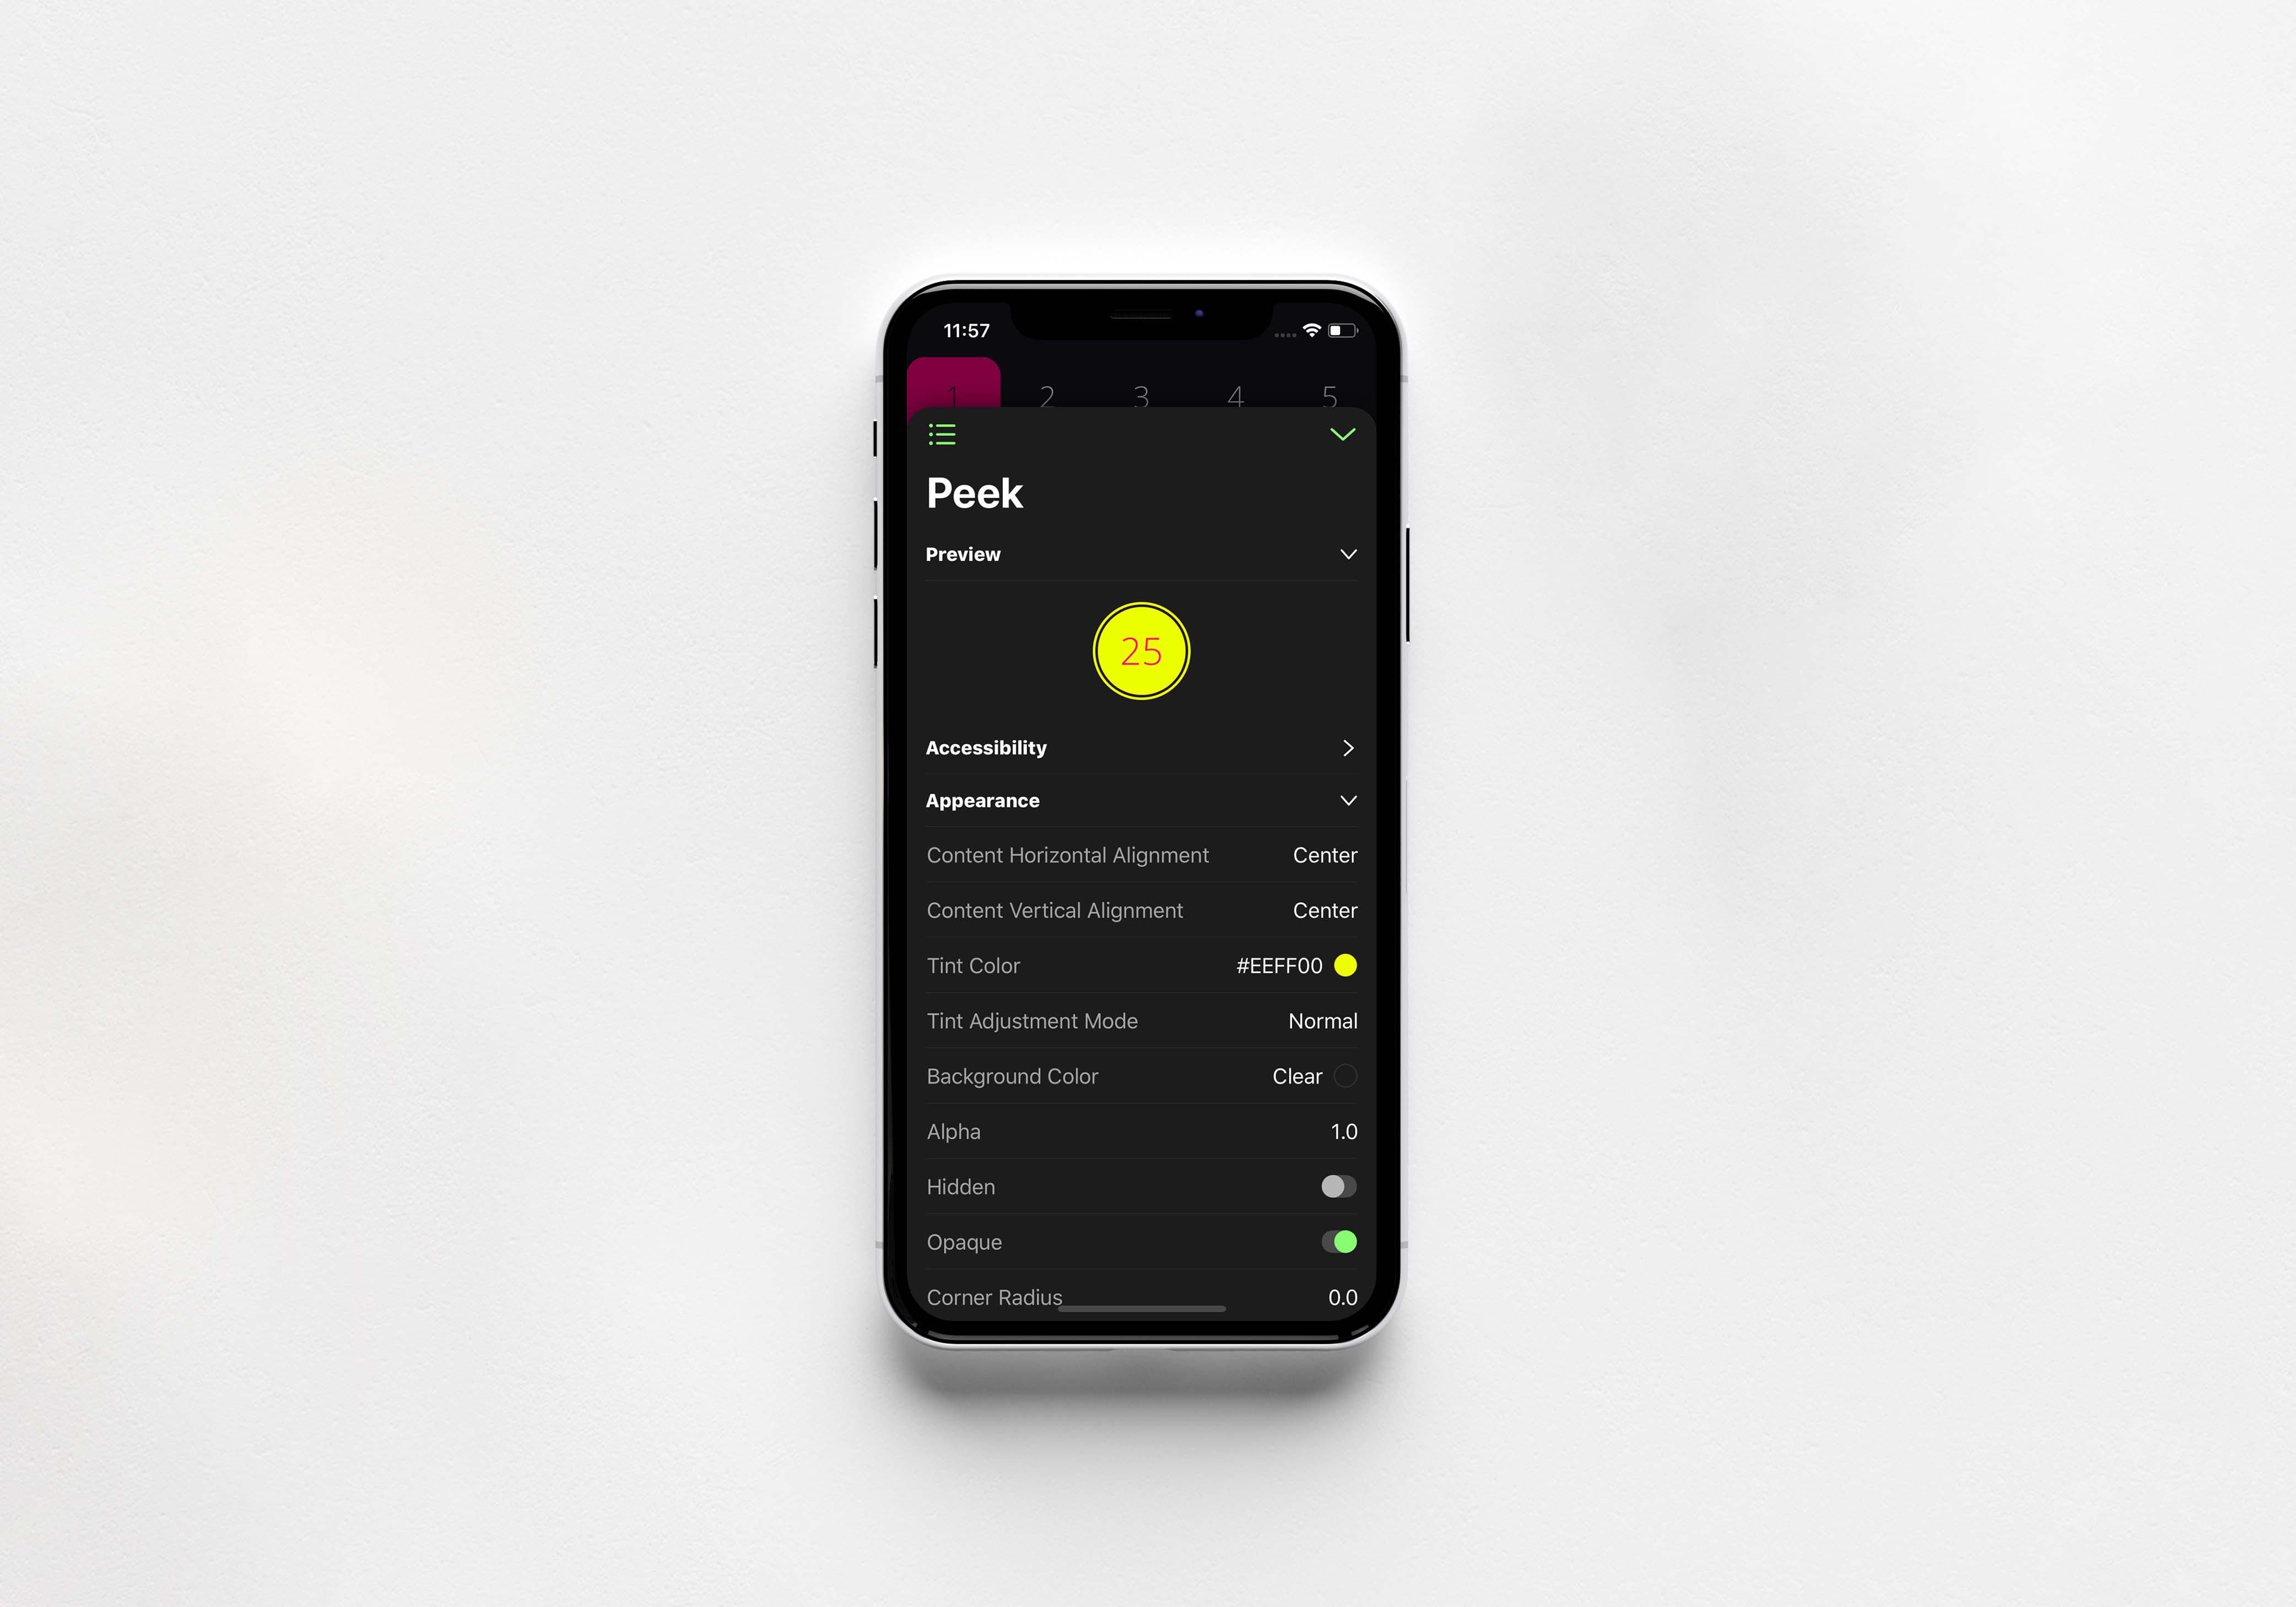 11:57
1 2 3 4 5
Peek
Preview
25
Accessibility
Appearance
Content Horizontal Alignment Center
Content Vertical Alignment Center
Tint Color #EEFF00
Tint Adjustment Mode Normal
Background Color Clear
Alpha 1.0
Hidden
Opaque
Corner Radius 0.0